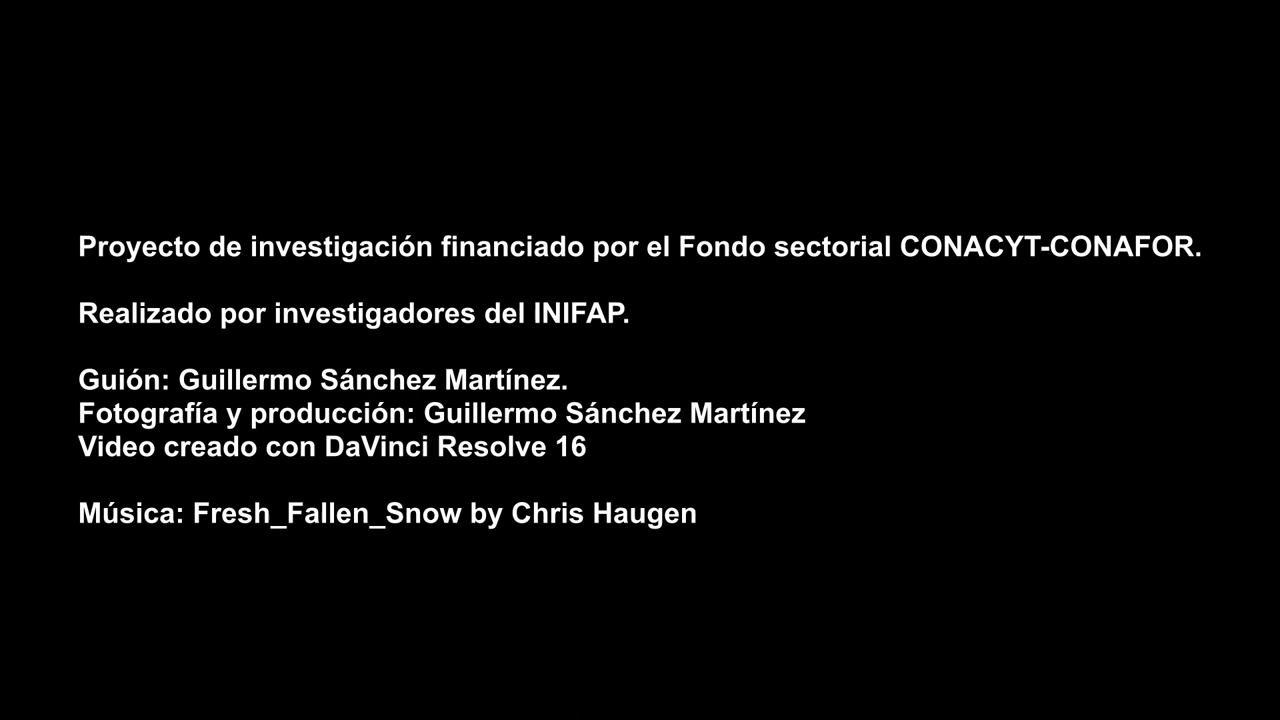 Proyecto de investigación financiado por el Fondo sectorial CONACYT-CONAFOR.
Realizado por investigadores del INIFAP.
Guión: Guillermo Sánchez Martínez.
Fotografía y producción: Guillermo Sánchez Martínez
Video creado con DaVinci Resolve 16
Música: Fresh_Fallen_Snow by Chris Haugen